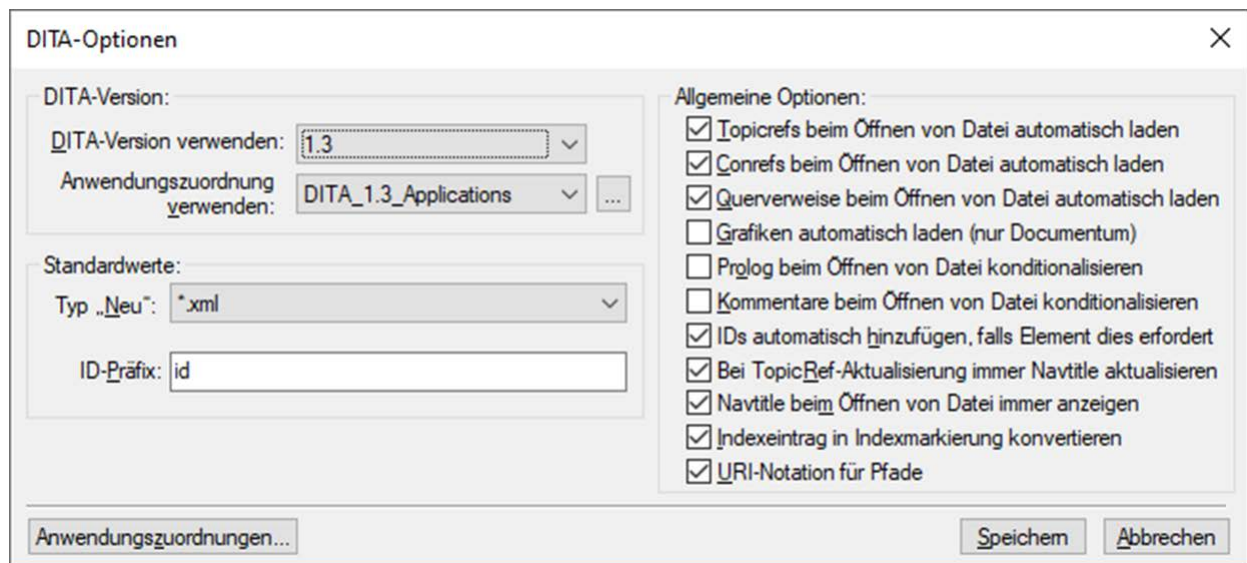 DITA-Optionen
DITA-Version:
DITA-Version verwenden:
1.3
Anwendungszuordnung
verwenden:
DITA_1.3_Applications
...
Standardwerte:
Typ „Neu“:
*.xml
ID-Präfix:
id
Allgemeine Optionen:
Topicrefs beim Öffnen von Datei automatisch laden
Conrefs beim Öffnen von Datei automatisch laden
Querverweise beim Öffnen von Datei automatisch laden
Grafiken automatisch laden (nur Documentum)
Prolog beim Öffnen von Datei konditionalisieren
Kommentare beim Öffnen von Datei konditionalisieren
IDs automatisch hinzufügen, falls Element dies erfordert
Bei TopicRef-Aktualisierung immer Navtitle aktualisieren
Navtitle beim Öffnen von Datei immer anzeigen
Indexeintrag in Indexmarkierung konvertieren
URI-Notation für Pfade
Anwendungszuordnungen...
Speichern
Abbrechen